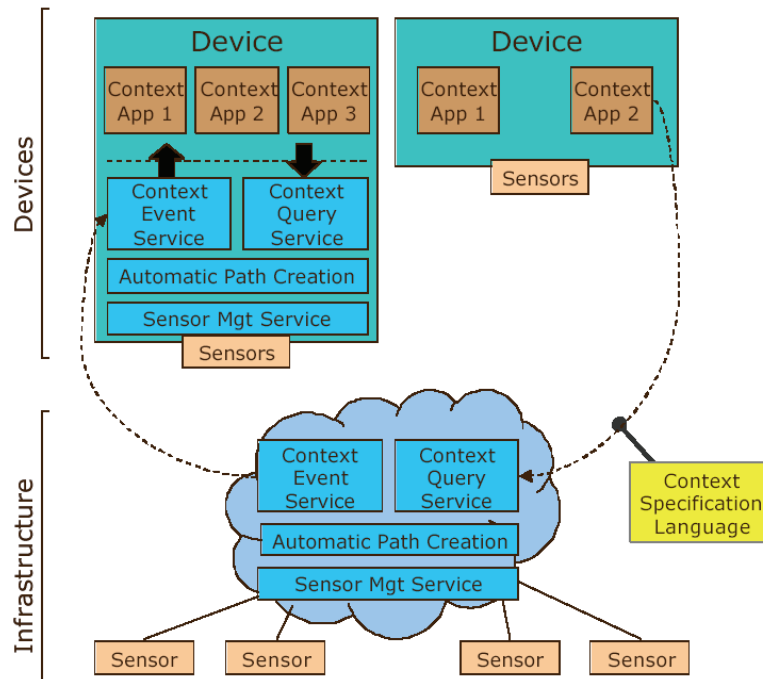 Devices
Device
Context
App 1
Context
App 2
Context
App 3
Context
Event
Service
Context
Query
Service
Automatic Path Creation
Sensor Mgt Service
Sensors
Device
Context
App 1
Context
App 2
Sensors
Infrastructure
Context
Event
Service
Context
Query
Service
Automatic Path Creation
Sensor Mgt Service
Context
Specification
Language
Sensor
Sensor
Sensor
Sensor